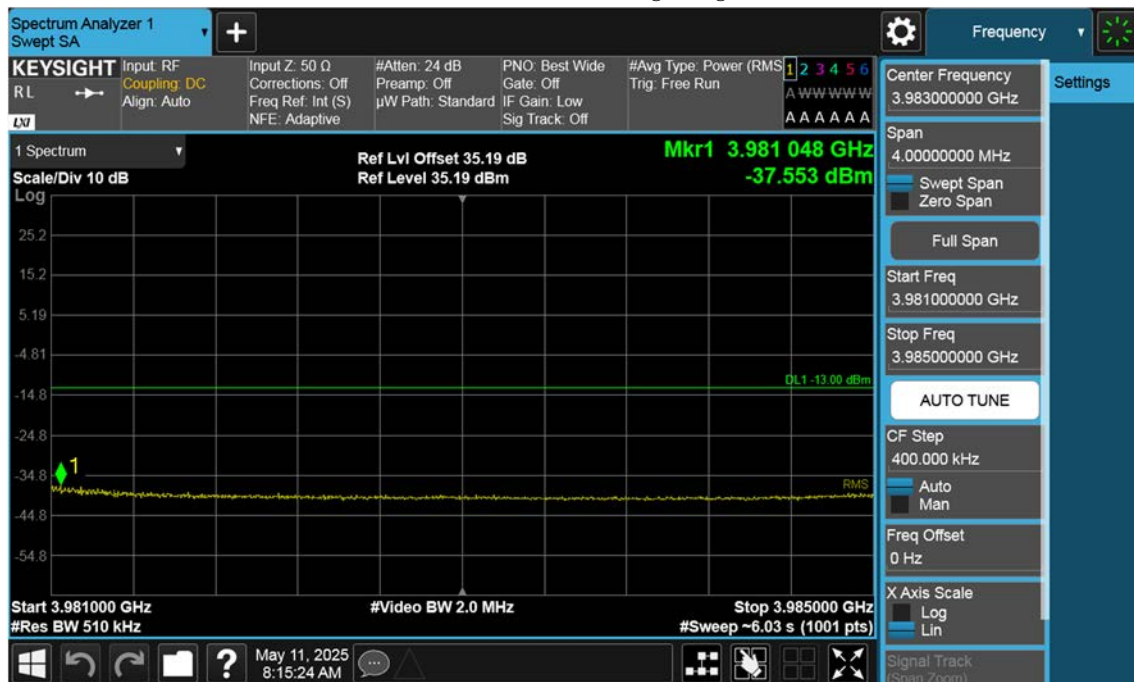 Spectrum Analyzer 1
Swept SA
Frequency
KEYSIGHT
RL
LXI
Input: RF
Coupling: DC
Align: Auto
Input Z: 50 Ω
Corrections: Off
Freq Ref: Int (S)
NFE: Adaptive
#Atten: 24 dB
Preamp: Off
µW Path: Standard
PNO: Best Wide
Gate: Off
IF Gain: Low
Sig Track: Off
#Avg Type: Power (RMS
Trig: Free Run
1 2 3 4 5 6
A W W W W W
A A A A A A
1 Spectrum
Scale/Div 10 dB
Ref Lvl Offset 35.19 dB
Ref Level 35.19 dBm
Mkr1 3.981 048 GHz
-37.553 dBm
Log
25.2
15.2
5.19
-4.81
-14.8
-24.8
-34.8
-44.8
-54.8
DL1 -13.00 dBm
1
RMS
Start 3.981000 GHz
#Res BW 510 kHz
#Video BW 2.0 MHz
Stop 3.985000 GHz
#Sweep ~6.03 s (1001 pts)
Center Frequency
3.983000000 GHz
Span
4.00000000 MHz
Swept Span
Zero Span
Full Span
Start Freq
3.981000000 GHz
Stop Freq
3.985000000 GHz
AUTO TUNE
CF Step
400.000 kHz
Auto
Man
Freq Offset
0 Hz
X Axis Scale
Log
Lin
Signal Track
(Span Zoom)
Settings
?
May 11, 2025
8:15:24 AM